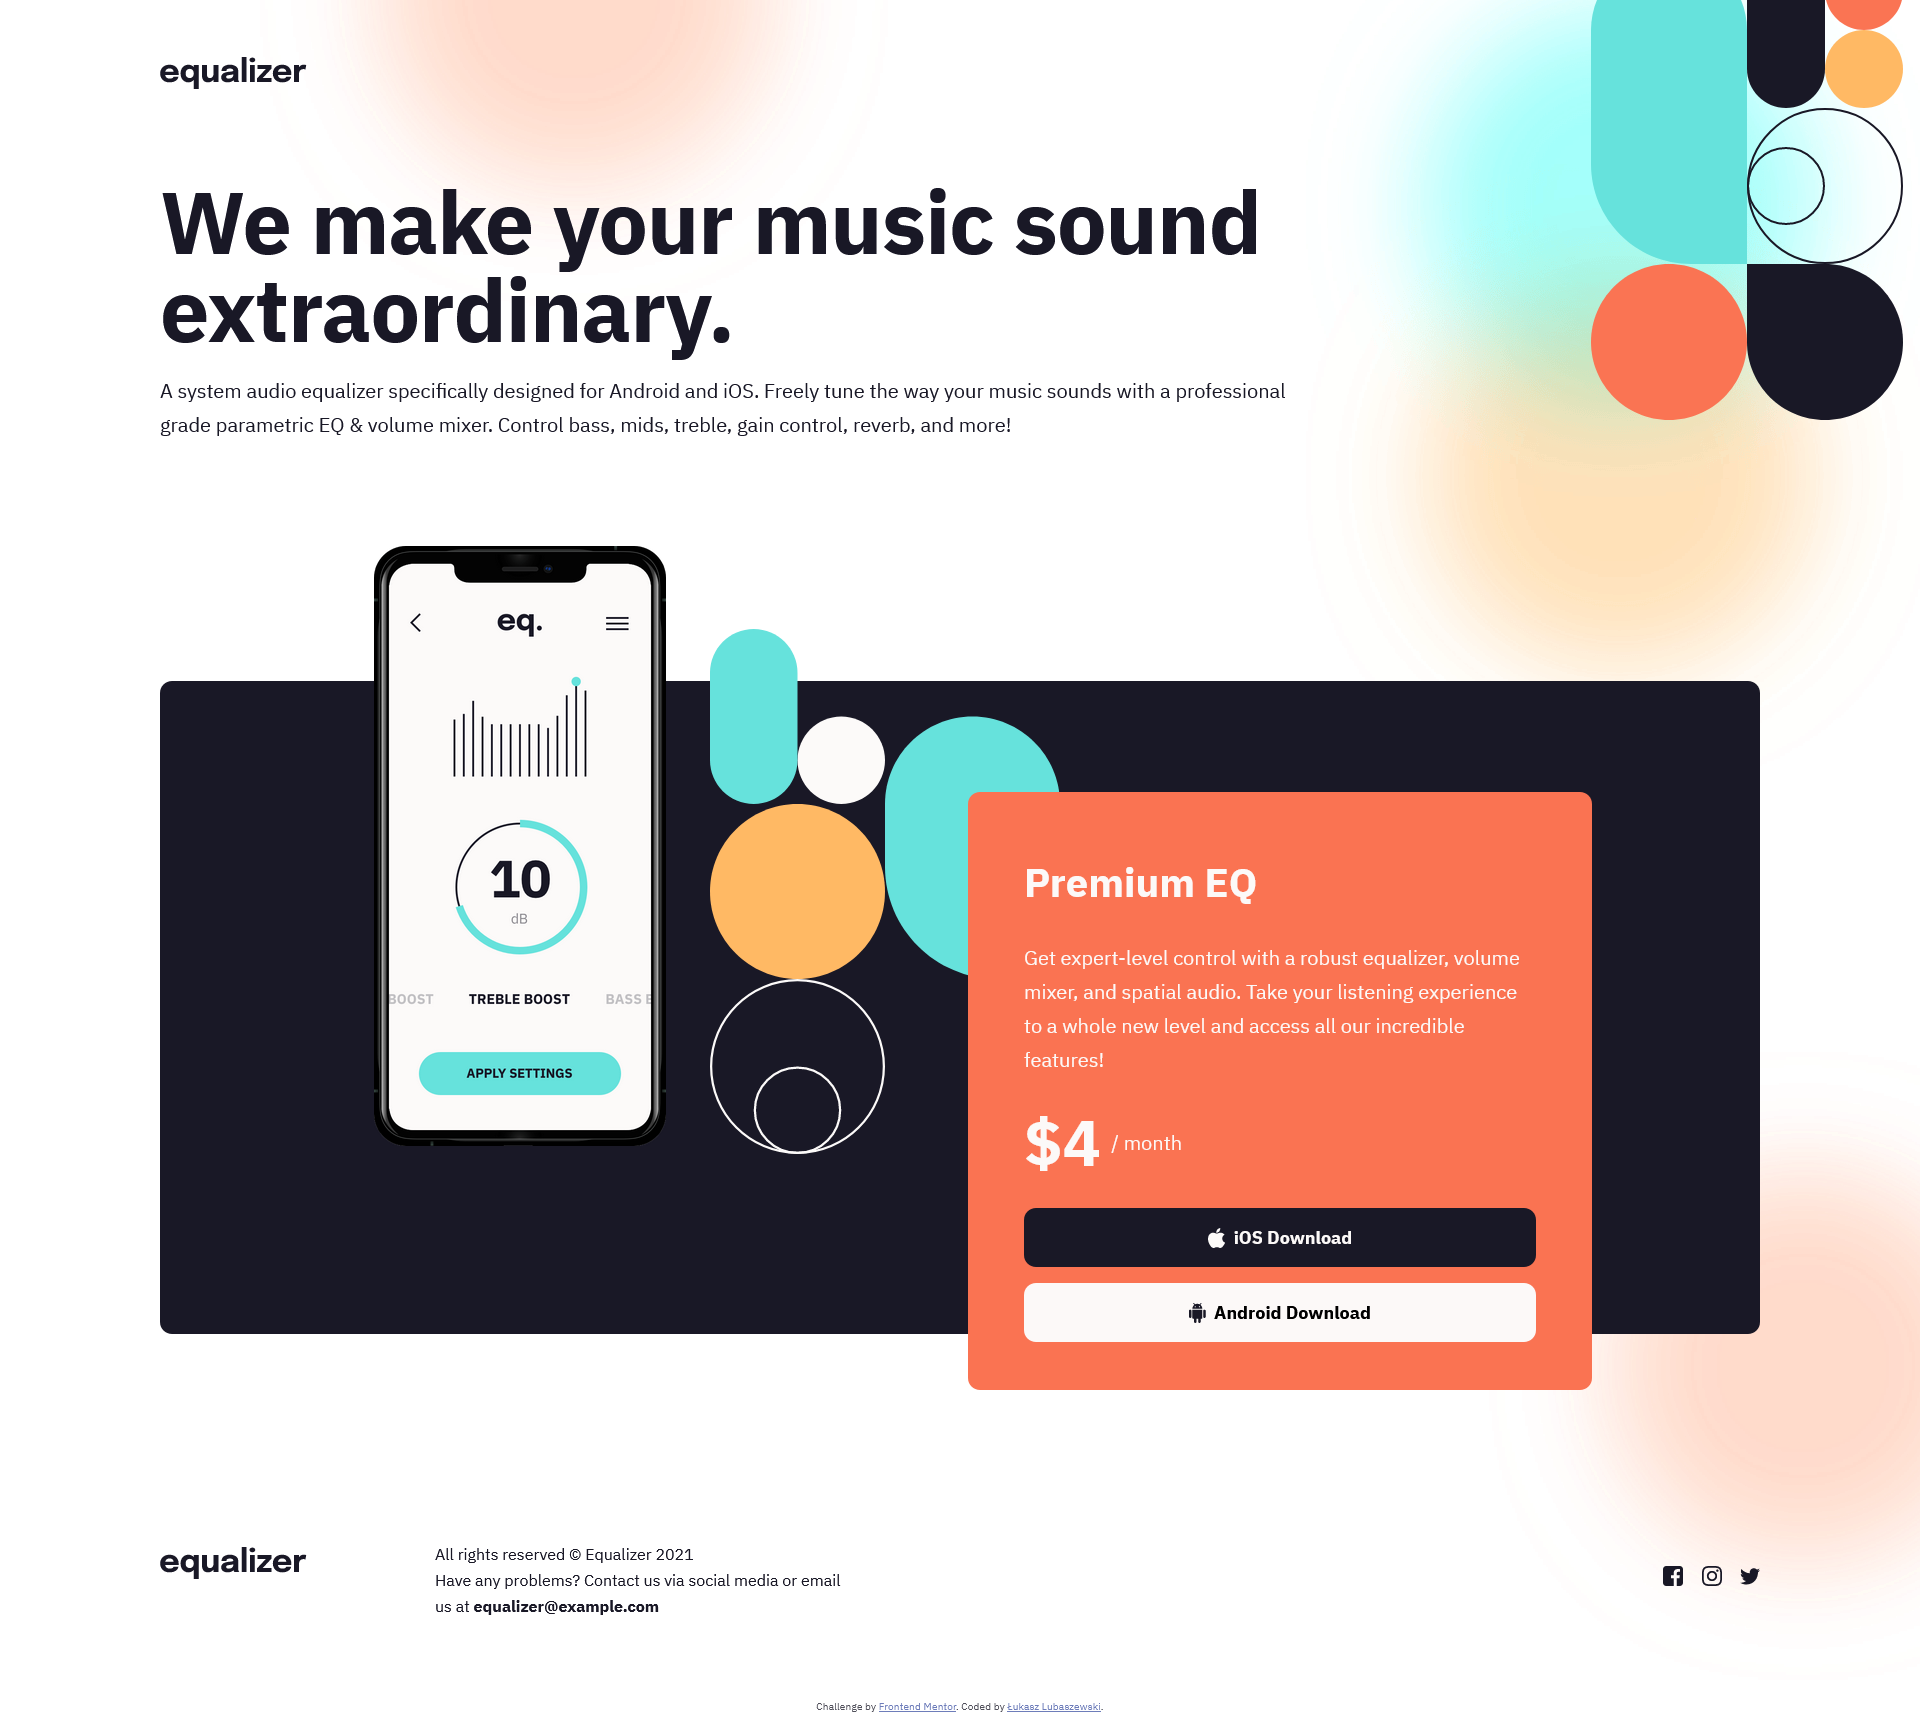 equalizer
We make your music sound
extraordinary.
A system audio equalizer specifically designed for Android and iOS. Freely tune the way your music sounds with a professional
grade parametric EQ & volume mixer. Control bass, mids, treble, gain control, reverb, and more!
eq.
10
dB
BOOST TREBLE BOOST BASS
APPLY SETTINGS
Premium EQ
Get expert-level control with a robust equalizer, volume
mixer, and spatial audio. Take your listening experience
to a whole new level and access all our incredible
features!
$4 / month
iOS Download
Android Download
equalizer
All rights reserved © Equalizer 2021
Have any problems? Contact us via social media or email
us at equalizer@example.com
Challenge by Frontend Mentor. Coded by Łukasz Lubaszewski.